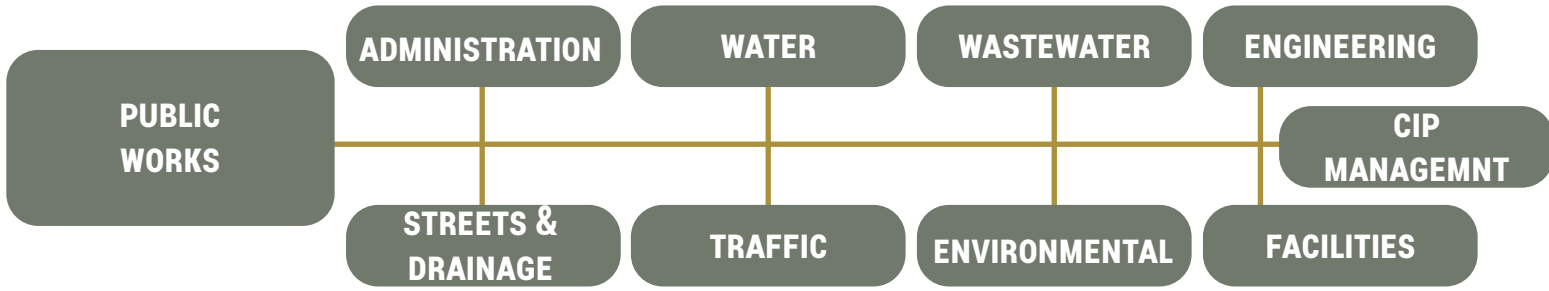 PUBLIC
WORKS
ADMINISTRATION
WATER
WASTEWATER
ENGINEERING
CIP
MANAGEMNT
STREETS &
DRAINAGE
TRAFFIC
ENVIRONMENTAL
FACILITIES